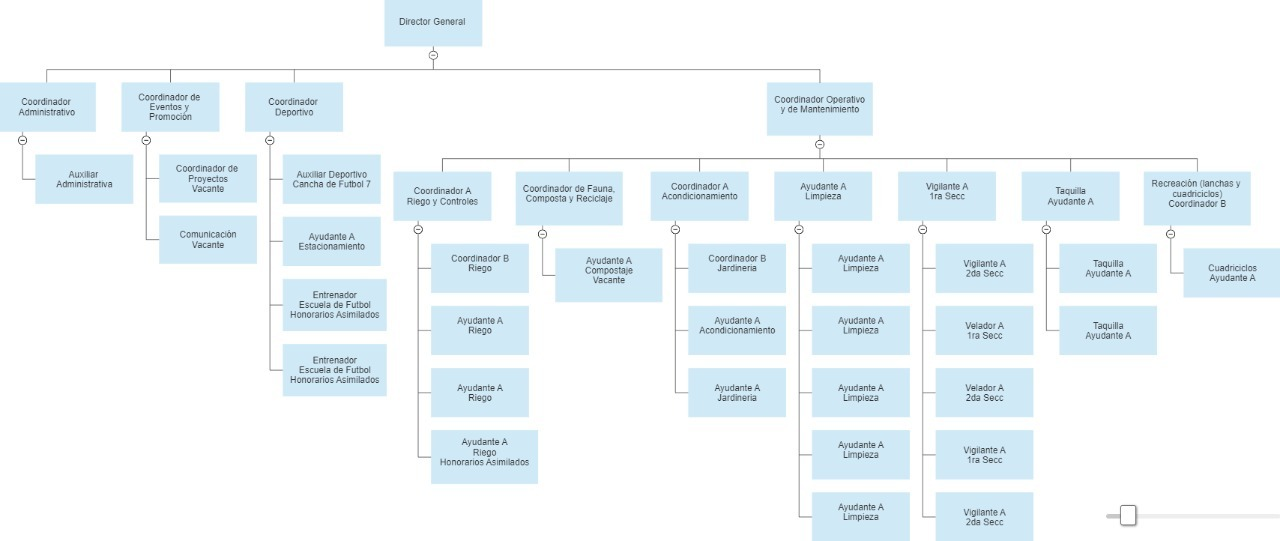 Director General
Coordinador
Administrativo
Coordinador de
Eventos y
Promoción
Coordinador
Deportivo
Coordinador Operativo
y de Mantenimiento
Auxiliar
Administrativa
Coordinador de
Proyectos
Vacante
Comunicación
Vacante
Auxiliar Deportivo
Cancha de Futbol 7
Ayudante A
Estacionamiento
Entrenador
Escuela de Futbol
Honorarios Asimilados
Entrenador
Escuela de Futbol
Honorarios Asimilados
Coordinador A
Riego y Controles
Coordinador B
Riego
Ayudante A
Riego
Ayudante A
Riego
Ayudante A
Riego
Honorarios Asimilados
Coordinador de Fauna,
Composta y Reciclaje
Ayudante A
Compostaje
Vacante
Coordinador A
Acondicionamiento
Coordinador B
Jardineria
Ayudante A
Acondicionamiento
Ayudante A
Jardineria
Ayudante A
Limpieza
Ayudante A
Limpieza
Ayudante A
Limpieza
Ayudante A
Limpieza
Ayudante A
Limpieza
Ayudante A
Limpieza
Vigilante A
1ra Secc
Vigilante A
2da Secc
Velador A
1ra Secc
Velador A
2da Secc
Vigilante A
1ra Secc
Vigilante A
2da Secc
Taquilla
Ayudante A
Taquilla
Ayudante A
Taquilla
Ayudante A
Recreación (lanchas y
cuadriciclos)
Coordinador B
Cuadriciclos
Ayudante A